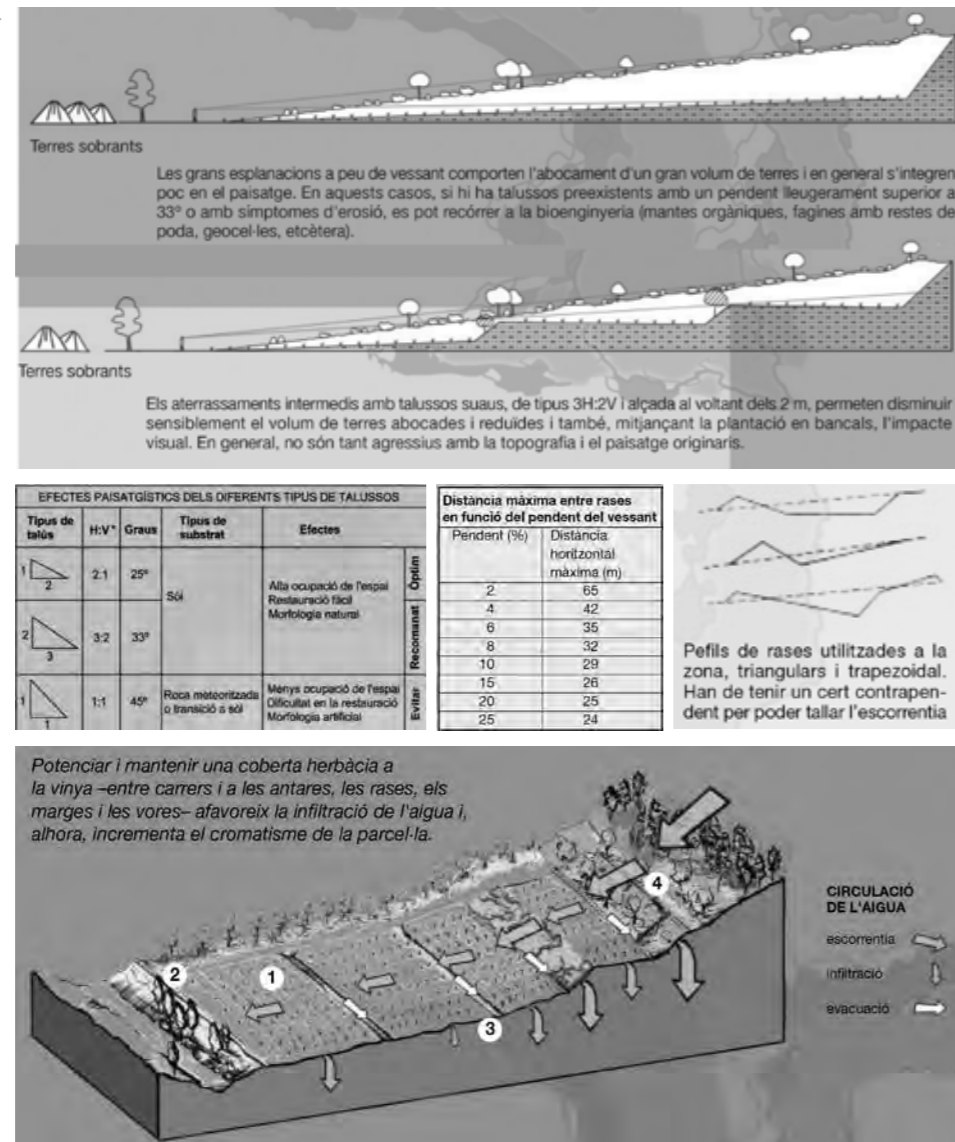 Terres sobrants
Les grans esplanacions a peu de vessant comporten l'abocament d'un gran volum de terres i en general s'integren
poc en el paisatge. En aquests casos, si hi ha talussos preexistents amb un pendent lleugerament superior a
33º o amb símptomes d'erosió, es pot recórrer a la bioenginyeria (mantes orgàniques, fagines amb restes de
poda, geocel·les, etcètera).
Terres sobrants
Els aterrassaments intermedis amb talussos suaus, de tipus 3H:2V i alçada al voltant dels 2 m, permeten disminuir
sensiblement el volum de terres abocades i reduïdes i també, mitjançant la plantació en bancals, l'impacte
visual. En general, no són tant agressius amb la topografia i el paisatge originaris.
EFECTES PAISATGÍSTICS DELS DIFERENTS TIPUS DE TALUSSOS
Tipus de talús H:V* Graus Tipus de substrat Efectes
1 2 2:1 25º Sòl Alta ocupació de l'espai Òptim
Restauració fàcil
Morfologia natural
2 3 3:2 33º Recomanat
1 1 1:1 45º Roca meteoritzada o transició a sòl Menys ocupació de l'espai Evitar
Dificultat en la restauració
Morfologia artificial
Distància màxima entre rases
en funció del pendent del vessant
Pendent (%) Distància
horitzontal
màxima (m)
2 65
4 42
6 35
8 32
10 29
15 26
20 25
25 24
Pefils de rases utilitzades a la
zona, triangulars i trapezoidal.
Han de tenir un cert contrapen-
dent per poder tallar l'escorrentia
Potenciar i mantenir una coberta herbàcia a
la vinya –entre carrers i a les antares, les rases, els
marges i les vores– afavoreix la infiltració de l'aigua i,
alhora, incrementa el cromatisme de la parcel·la.
4
2
1
3
CIRCULACIÓ
DE L'AIGUA
escorrentia
infiltració
evacuació